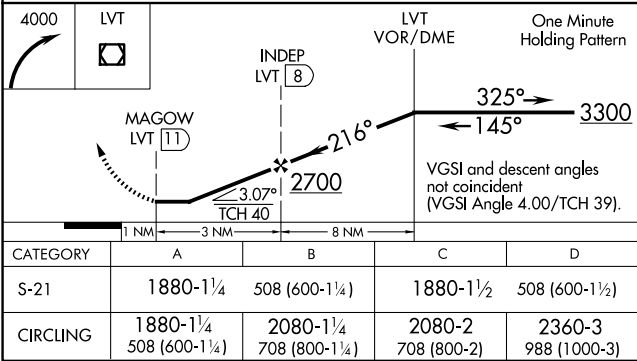 4000
LVT
LVT
VOR/DME
One Minute
Holding Pattern
INDEP
LVT 8
MAGOW
LVT 11
325°
145°
3300
216°
2700
3.07°
TCH 40
VGSI and descent angles
not coincident
(VGSI Angle 4.00/TCH 39).
1 NM
3 NM
8 NM
CATEGORY A B C D
S-21 1880-1¼ 508 (600-1¼) 1880-1½ 508 (600-1½)
CIRCLING 1880-1¼ 2080-1¼ 2080-2 2360-3
508 (600-1¼) 708 (800-1¼) 708 (800-2) 988 (1000-3)